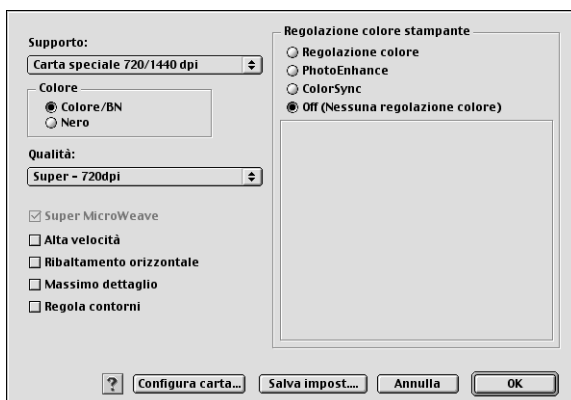 Supporto:
Carta speciale 720/1440 dpi
Colore
Colore/BN
Nero
Qualità:
Super - 720dpi
Super MicroWeave
Alta velocità
Ribaltamento orizzontale
Massimo dettaglio
Regola contorni
Regolazione colore stampante
Regolazione colore
PhotoEnhance
ColorSync
Off (Nessuna regolazione colore)
? Configura carta... Salva impost.... Annulla OK